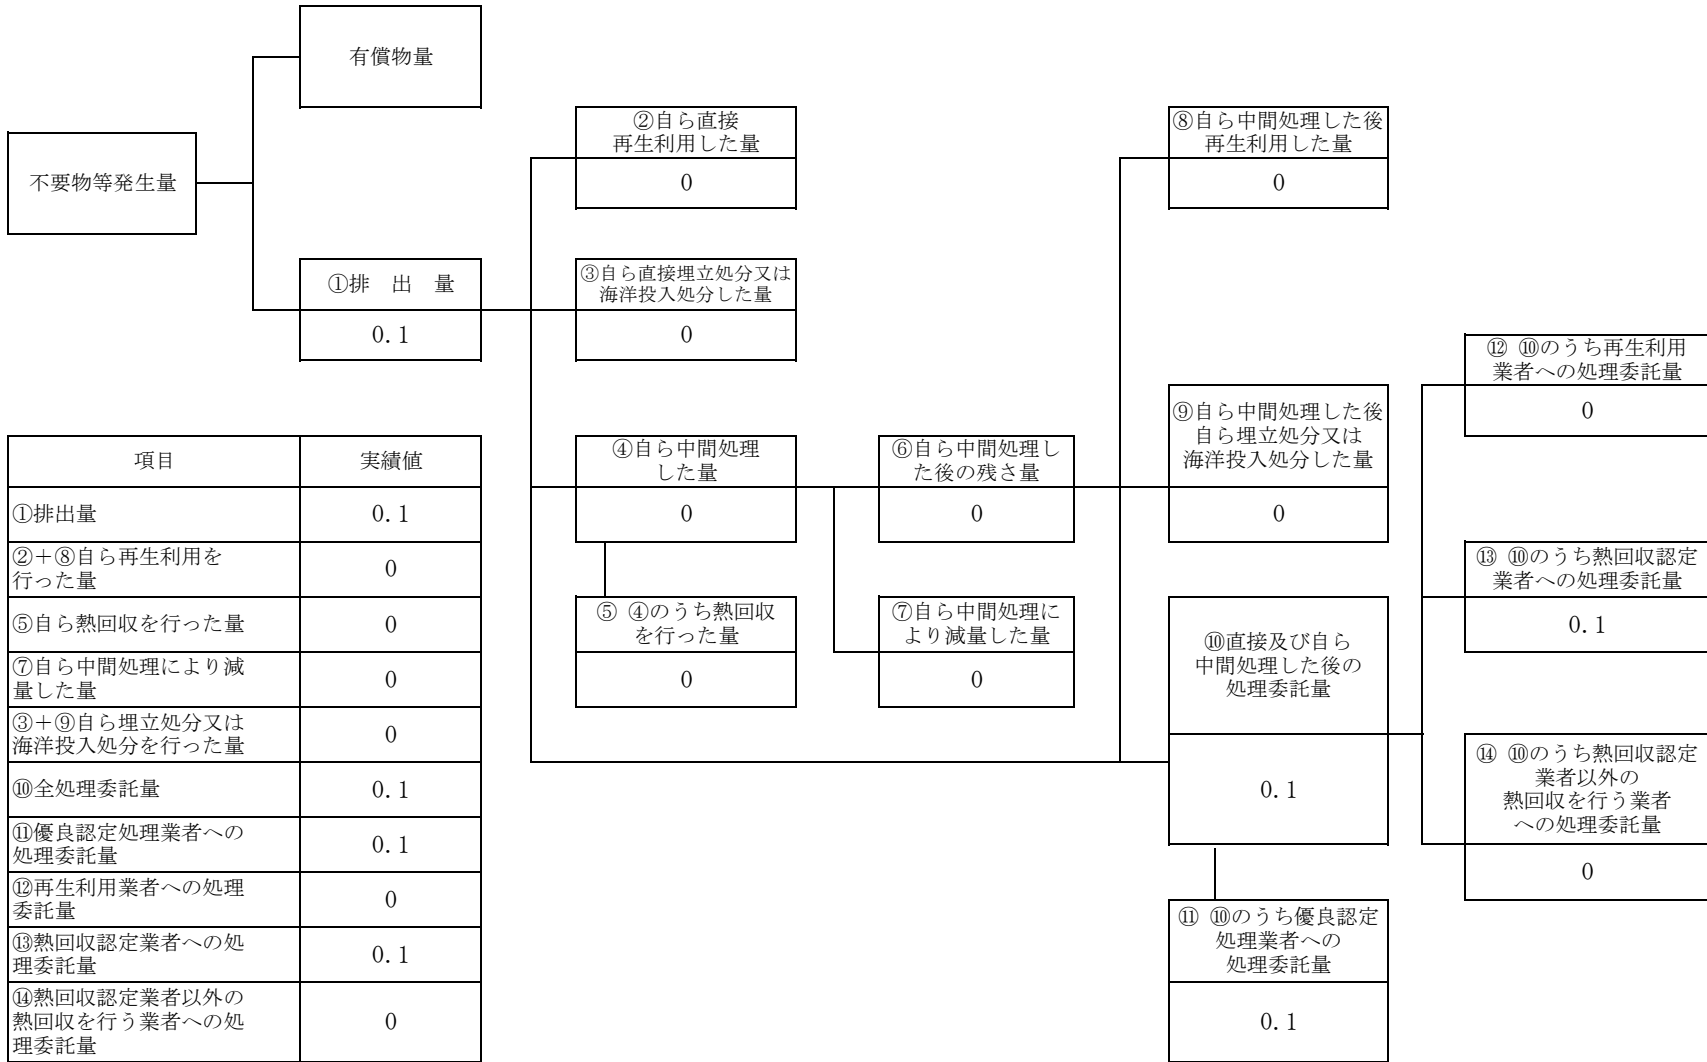 有償物量
不要物等発生量
①排　出　量
0.1
②自ら直接
再生利用した量
0
③自ら直接埋立処分又は
海洋投入処分した量
0
④自ら中間処理
した量
0
⑤ ④のうち熱回収
を行った量
0
⑥自ら中間処理し
た後の残さ量
0
⑦自ら中間処理に
より減量した量
0
⑧自ら中間処理した後
再生利用した量
0
⑨自ら中間処理した後
自ら埋立処分又は
海洋投入処分した量
0
⑩直接及び自ら
中間処理した後の
処理委託量
0.1
⑪ ⑩のうち優良認定
処理業者への
処理委託量
0.1
⑫ ⑩のうち再生利用
業者への処理委託量
0
⑬ ⑩のうち熱回収認定
業者への処理委託量
0.1
⑭ ⑩のうち熱回収認定
業者以外の
熱回収を行う業者
への処理委託量
0
項目 実績値
①排出量 0.1
②＋⑧自ら再生利用を
行った量 0
⑤自ら熱回収を行った量 0
⑦自ら中間処理により減
量した量 0
③＋⑨自ら埋立処分又は
海洋投入処分を行った量 0
⑩全処理委託量 0.1
⑪優良認定処理業者への
処理委託量 0.1
⑫再生利用業者への処理
委託量 0
⑬熱回収認定業者への処
理委託量 0.1
⑭熱回収認定業者以外の
熱回収を行う業者への処
理委託量 0